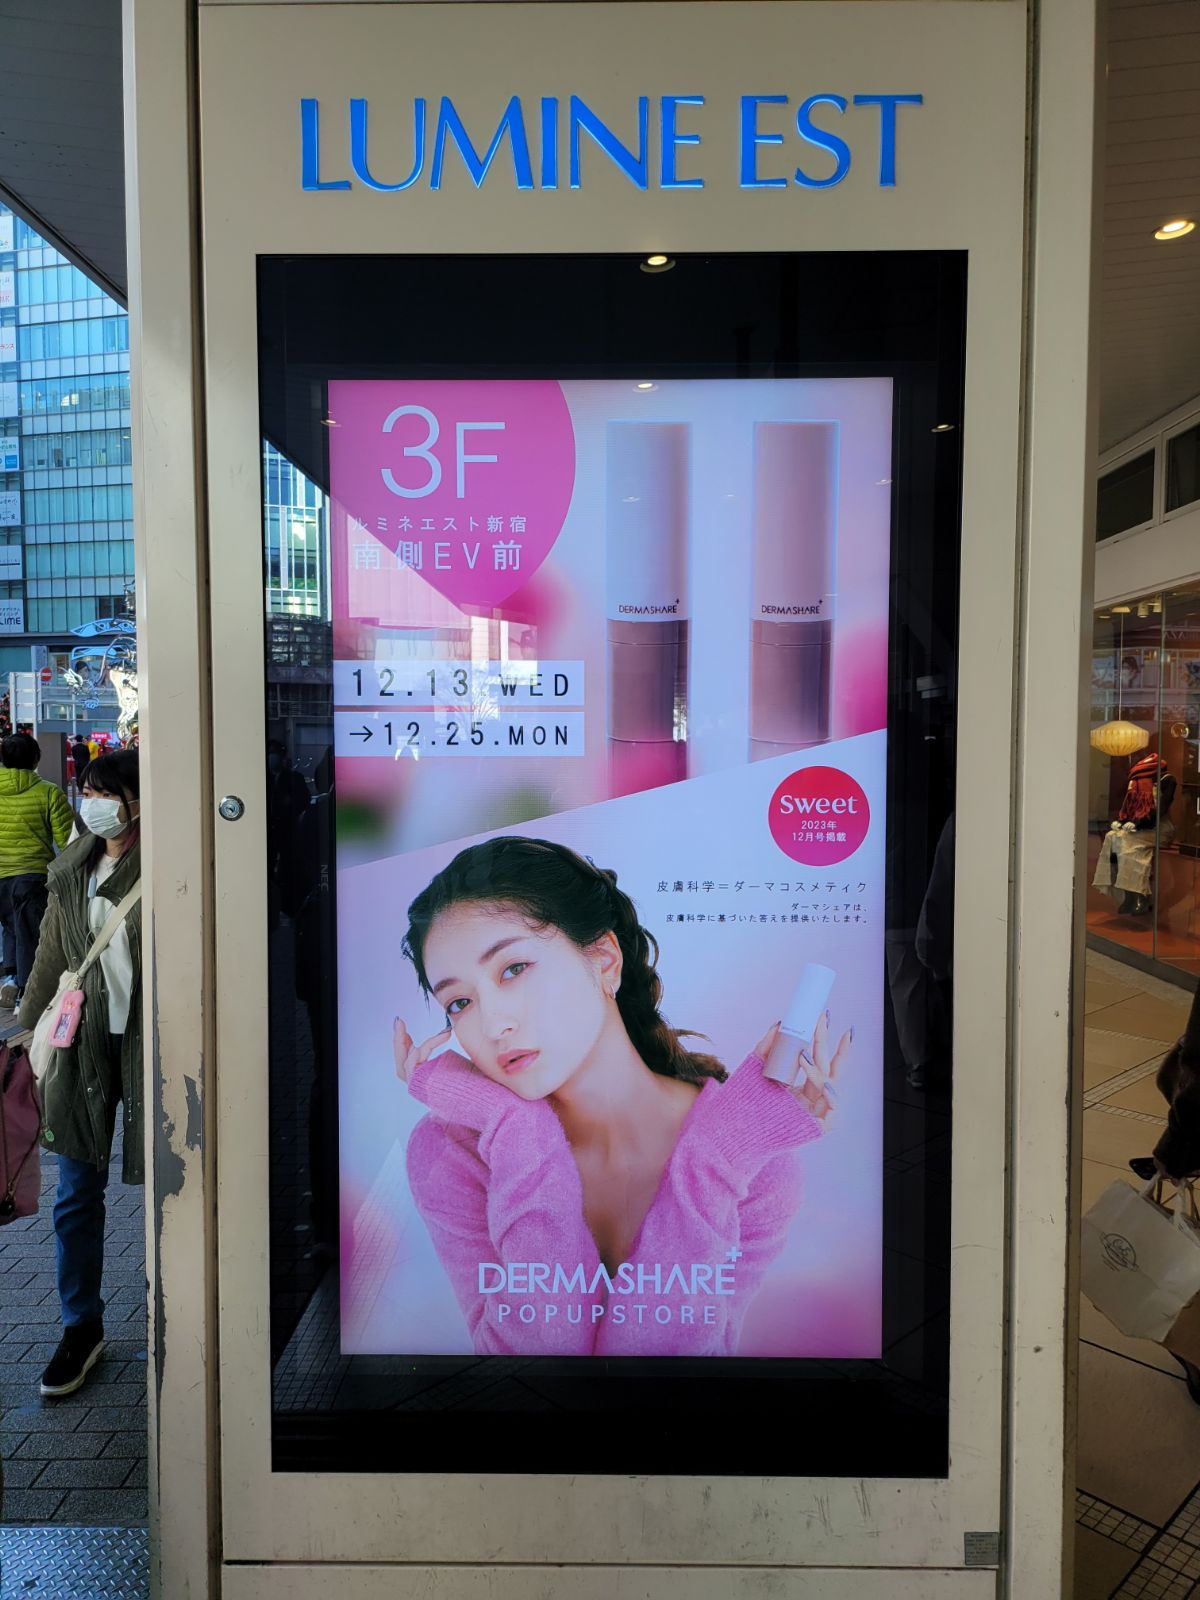 LUMINE EST
3F
ルミネエスト新宿
南側EV前
DERMASHARE+
DERMASHARE+
12.13.WED
→12.25.MON
sweet
2023年
12月号掲載
皮膚科学=ダーマコスメティク
ダーマシェアは、
皮膚科学に基づいた答えを提供いたします。
DERMASHARE+
POPUPSTORE
NEC